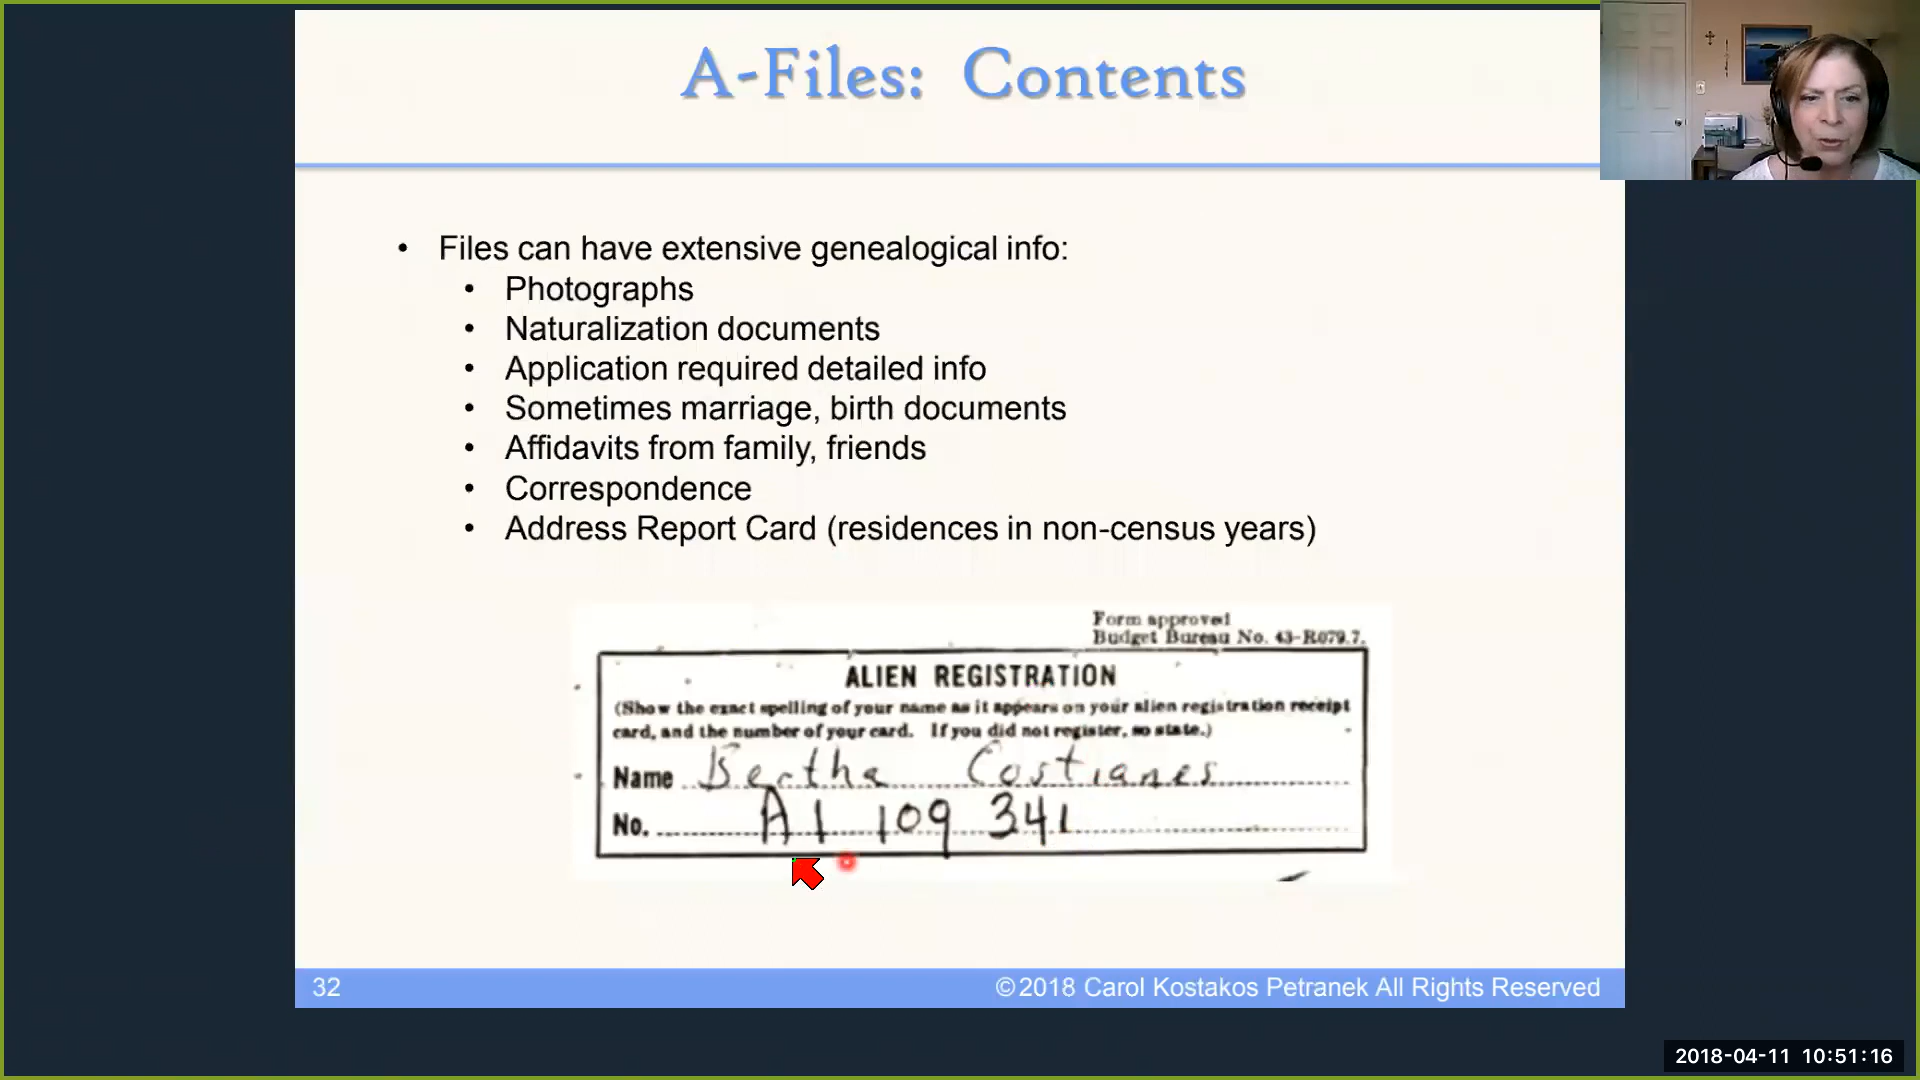 A-Files: Contents
• Files can have extensive genealogical info:
• Photographs
• Naturalization documents
• Application required detailed info
• Sometimes marriage, birth documents
• Affidavits from family, friends
• Correspondence
• Address Report Card (residences in non-census years)
Form approved
Budget Bureau No. 43-R079.7.
ALIEN REGISTRATION
(Show the exact spelling of your name as it appears on your alien registration receipt
card, and the number of your card. If you did not register, so state.)
Name Bertha Costianes
No. A1 109 341
32
©2018 Carol Kostakos Petranek All Rights Reserved
2018-04-11 10:51:16